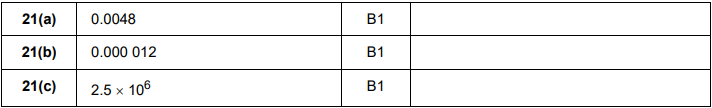 21(a) 0.0048 B1
21(b) 0.000 012 B1
21(c) 2.5 × 10⁶ B1